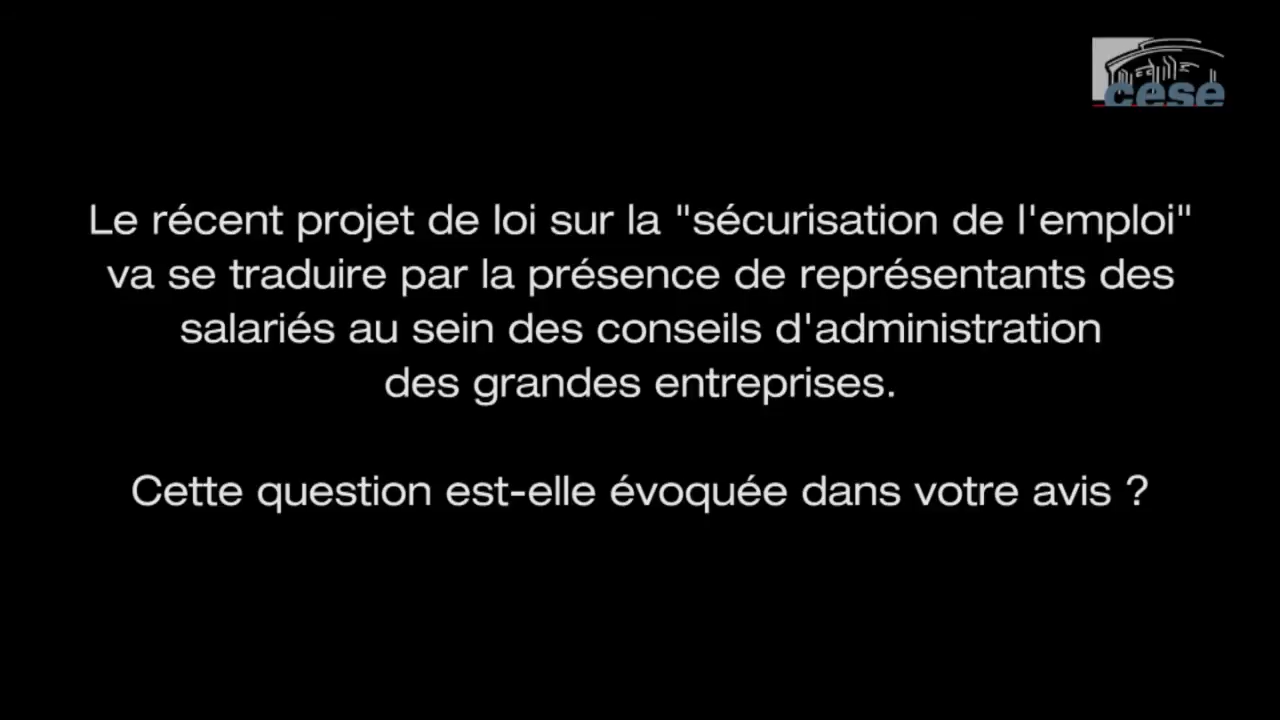 cese
Le récent projet de loi sur la "sécurisation de l'emploi"
va se traduire par la présence de représentants des
salariés au sein des conseils d'administration
des grandes entreprises.
Cette question est-elle évoquée dans votre avis ?